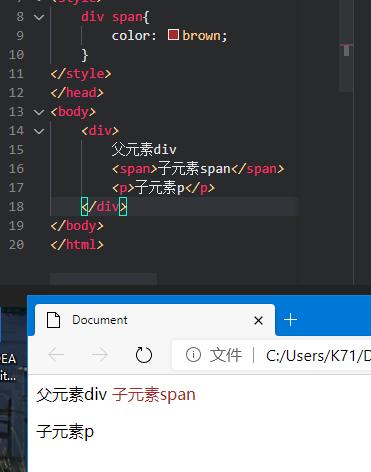 7 <style>
8 div span{
9 color: brown;
10 }
11 </style>
12 </head>
13 <body>
14 <div>
15 父元素div
16 <span>子元素span</span>
17 <p>子元素p</p>
18 </div>
19 </body>
20 </html>
DEA
it...
Document
文件 C:/Users/K71/D
父元素div 子元素span
子元素p